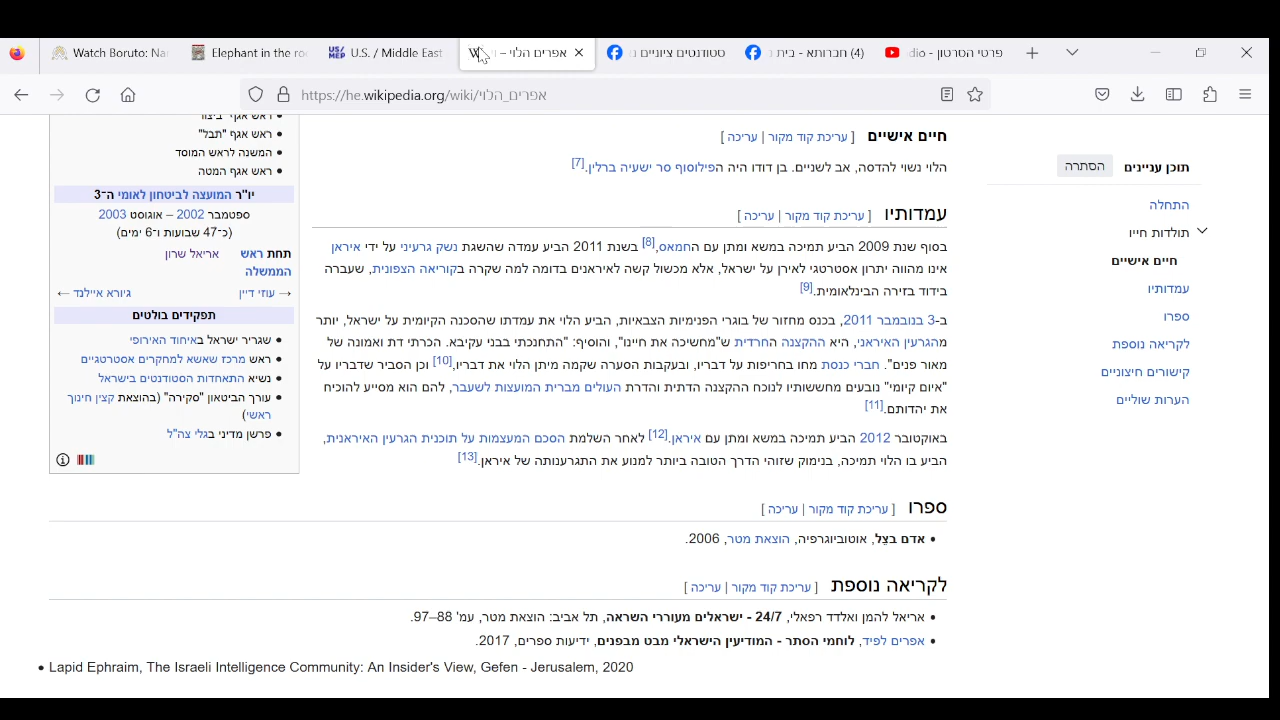 Watch Boruto: Na
Elephant in the ro
U.S. / Middle East
אפרים הלוי – וי
סטודנטים ציוניים
(4) חברותא - בית
פרטי הסרטון - dio
https://he.wikipedia.org/wiki/אפרים_הלוי
ראש אגף "תבל"
המשנה לראש המוסד
ראש אגף המטה
יו"ר המועצה לביטחון לאומי ה־3
ספטמבר 2002 – אוגוסט 2003
(כ־47 שבועות ו־6 ימים)
תחת ראש הממשלה אריאל שרון
→ עוזי דיין
גיורא איילנד ←
תפקידים בולטים
שגריר ישראל באיחוד האירופי
ראש מרכז שאשא למחקרים אסטרטגיים
נשיא התאחדות הסטודנטים בישראל
עורך הביטאון "סקירה" (בהוצאת קצין חינוך
ראשי)
פרשן מדיני בגלי צה"ל
חיים אישיים [ עריכת קוד מקור | עריכה ]
הלוי נשוי להדסה, אב לשניים. בן דודו היה הפילוסוף סר ישעיה ברלין.[7]
עמדותיו [ עריכת קוד מקור | עריכה ]
בסוף שנת 2009 הביע תמיכה במשא ומתן עם החמאס,[8] בשנת 2011 הביע עמדה שהשגת נשק גרעיני על ידי איראן
אינו מהווה יתרון אסטרטגי לאירן על ישראל, אלא מכשול קשה לאיראנים בדומה למה שקרה בקוריאה הצפונית, שעברה
בידוד בזירה הבינלאומית.[9]
ב-3 בנובמבר 2011, בכנס מחזור של בוגרי הפנימיות הצבאיות, הביע הלוי את עמדתו שהסכנה הקיומית על ישראל, יותר
מהגרעין האיראני, היא ההקצנה החרדית ש"מחשיכה את חיינו", והוסיף: "התחנכתי בבני עקיבא. הכרתי דת ואמונה של
מאור פנים". חברי כנסת מחו בחריפות על דבריו, ובעקבות הסערה שקמה מיתן הלוי את דבריו,[10] וכן הסביר שדבריו על
"איום קיומי" נובעים מחששותיו לנוכח ההקצנה הדתית והדרת העולים מברית המועצות לשעבר, להם הוא מסייע להוכיח
את יהדותם.[11]
באוקטובר 2012 הביע תמיכה במשא ומתן עם איראן.[12] לאחר השלמת הסכם המעצמות על תוכנית הגרעין האיראנית,
הביע בו הלוי תמיכה, בנימוק שזוהי הדרך הטובה ביותר למנוע את התגרענותה של איראן.[13]
ספרו [ עריכת קוד מקור | עריכה ]
• אדם בצֵל, אוטוביוגרפיה, הוצאת מטר, 2006.
לקריאה נוספת [ עריכת קוד מקור | עריכה ]
• אריאל להמן ואלדד רפאלי, 24/7 - ישראלים מעוררי השראה, תל אביב: הוצאת מטר, עמ' 88–97.
• אפרים לפיד, לוחמי הסתר - המודיעין הישראלי מבט מבפנים, ידיעות ספרים, 2017.
• Lapid Ephraim, The Israeli Intelligence Community: An Insider's View, Gefen - Jerusalem, 2020
תוכן עניינים הסתרה
התחלה
תולדות חייו
חיים אישיים
עמדותיו
ספרו
לקריאה נוספת
קישורים חיצוניים
הערות שוליים